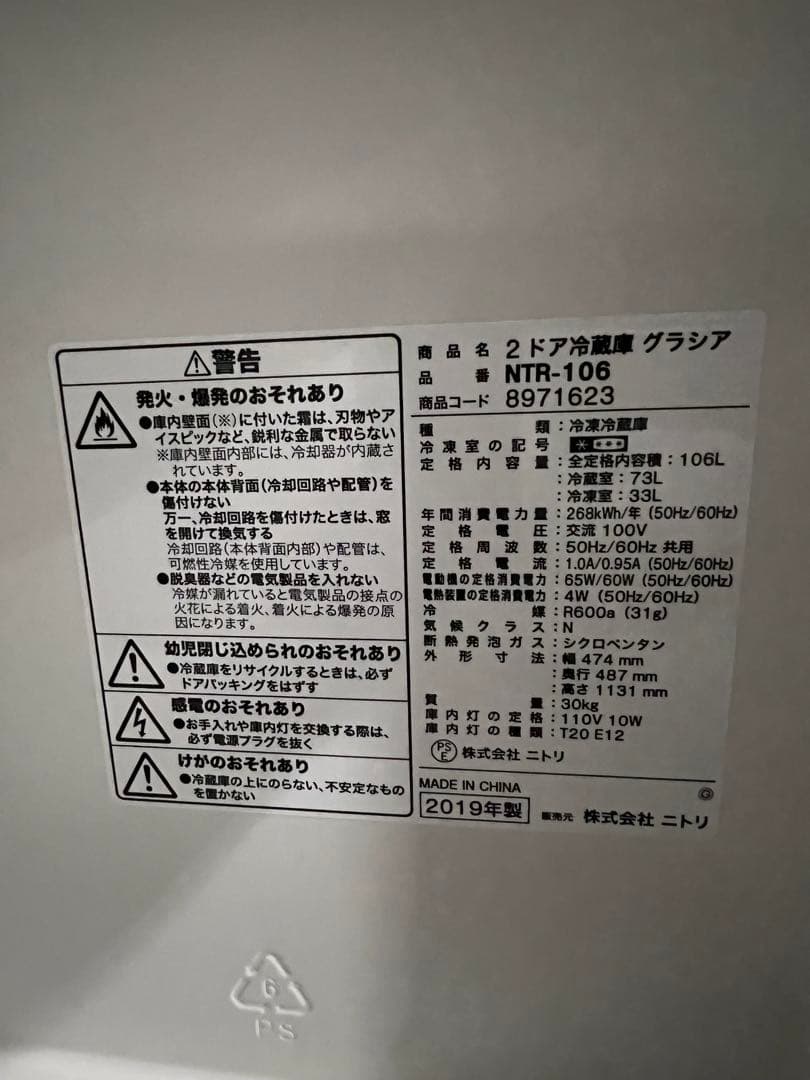 ⚠警告
発火・爆発のおそれあり
●庫内壁面(※)に付いた霜は、刃物やア
イスピックなど、鋭利な金属で取らない
※庫内壁面内部には、冷却器が内蔵さ
れています。
●本体の本体背面(冷却回路や配管)を
傷付けない
万一、冷却回路を傷付けたときは、窓
を開けて換気する
冷却回路(本体背面内部)や配管は、
可燃性冷媒を使用しています。
●脱臭器などの電気製品を入れない
冷媒が漏れていると電気製品の接点の
火花による着火、着火による爆発の原
因になります。
幼児閉じ込められのおそれあり
●冷蔵庫をリサイクルするときは、必ず
ドアパッキングをはずす
感電のおそれあり
●お手入れや庫内灯を交換する際は、
必ず電源プラグを抜く
けがのおそれあり
●冷蔵庫の上にのらない、不安定なもの
を置かない
商品名 2ドア冷蔵庫 グラシア
品番 NTR-106
商品コード 8971623
種類:冷凍冷蔵庫
冷凍室の記号
定格内容量:全定格内容積:106L
:冷蔵室:73L
:冷凍室:33L
年間消費電力量:268kWh/年(50Hz/60Hz)
定格電圧:交流 100V
定格周波数:50Hz/60Hz 共用
定格電流:1.0A/0.95A(50Hz/60Hz)
電動機の定格消費電力:65W/60W(50Hz/60Hz)
電熱装置の定格消費電力:4W(50Hz/60Hz)
冷媒:R600a(31g)
気候クラス:N
断熱発泡ガス:シクロペンタン
外形寸法:幅 474 mm
:奥行 487 mm
:高さ 1131 mm
質量:30kg
庫内灯の定格:110V 10W
庫内灯の種類:T20 E12
PSE 株式会社 ニトリ
MADE IN CHINA G
2019年製 販売元 株式会社 ニトリ
6
PS